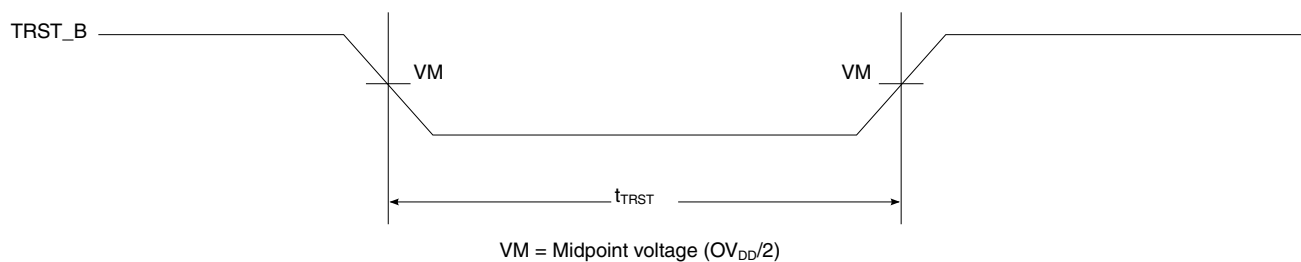 TRST_B
VM
VM
tTRST
VM = Midpoint voltage (OVDD/2)